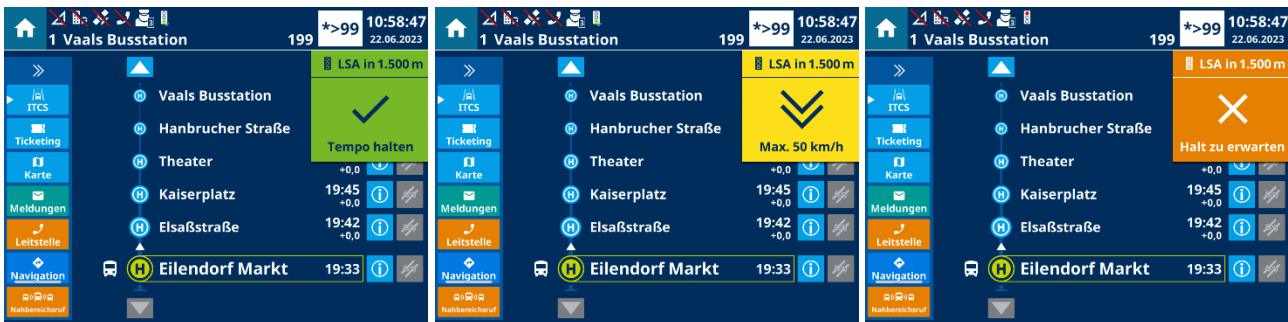 *>99 10:58:47
1 Vaals Busstation 199 22.06.2023
LSA in 1.500 m
ITCS Vaals Busstation
Ticketing Hanbrucher Straße
Tempo halten
Karte Theater
+0,0
Meldungen Kaiserplatz 19:45
+0,0
Leitstelle Elsaßstraße 19:42
+0,0
Navigation H Eilendorf Markt 19:33
Nahbereichsruf
*>99 10:58:47
1 Vaals Busstation 199 22.06.2023
LSA in 1.500 m
ITCS Vaals Busstation
Ticketing Hanbrucher Straße
Max. 50 km/h
Karte Theater
+0,0
Meldungen Kaiserplatz 19:45
+0,0
Leitstelle Elsaßstraße 19:42
+0,0
Navigation H Eilendorf Markt 19:33
Nahbereichsruf
*>99 10:58:47
1 Vaals Busstation 199 22.06.2023
LSA in 1.500 m
ITCS Vaals Busstation
Ticketing Hanbrucher Straße
Halt zu erwarten
Karte Theater
+0,0
Meldungen Kaiserplatz 19:45
+0,0
Leitstelle Elsaßstraße 19:42
+0,0
Navigation H Eilendorf Markt 19:33
Nahbereichsruf